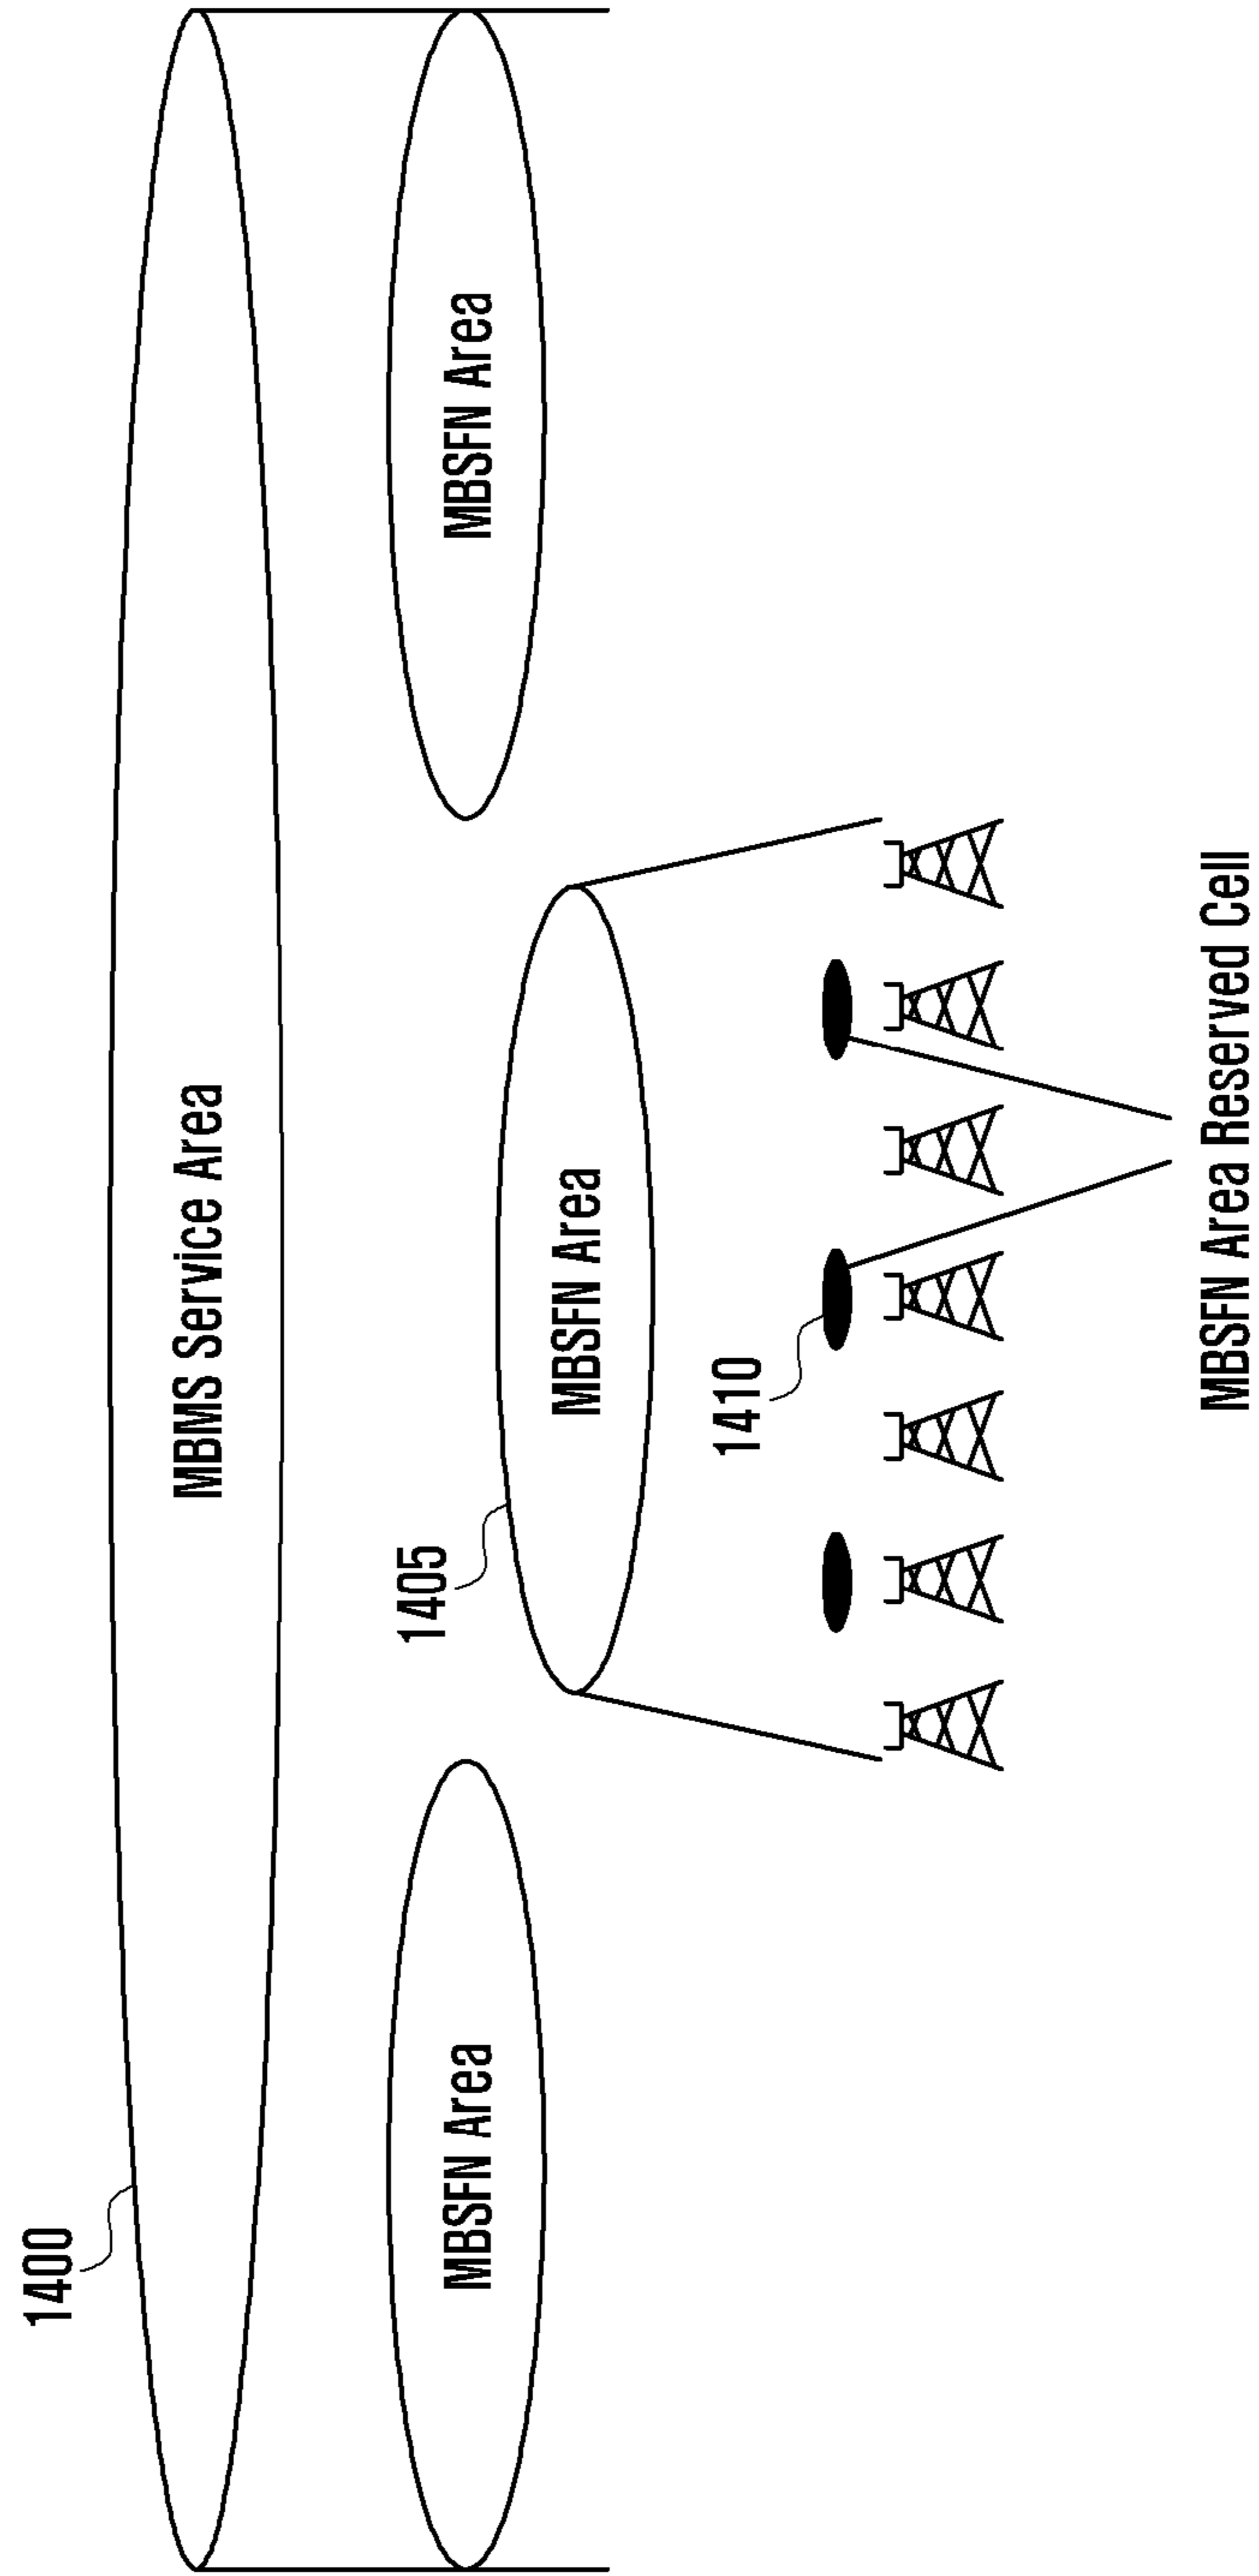 1400
MBMS Service Area
MBSFN Area
1405
MBSFN Area
MBSFN Area
1410
MBSFN Area Reserved Cell